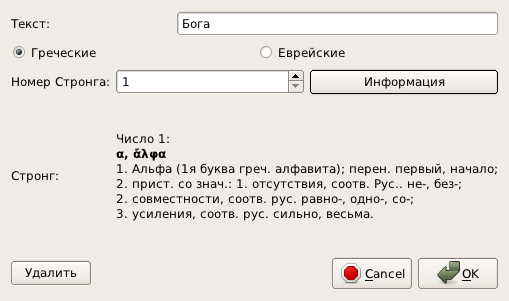 Текст: Бога
Греческие Еврейские
Номер Стронга: 1 Информация
Число 1:
α, ἄλφα
1. Альфа (1я буква греч. алфавита); перен. первый, начало;
2. прист. со знач.: 1. отсутствия, соотв. Рус.. не-, без-;
Стронг:
2. совместности, соотв. рус. равно-, одно-, со-;
3. усиления, соотв. рус. сильно, весьма.
Удалить Cancel OK